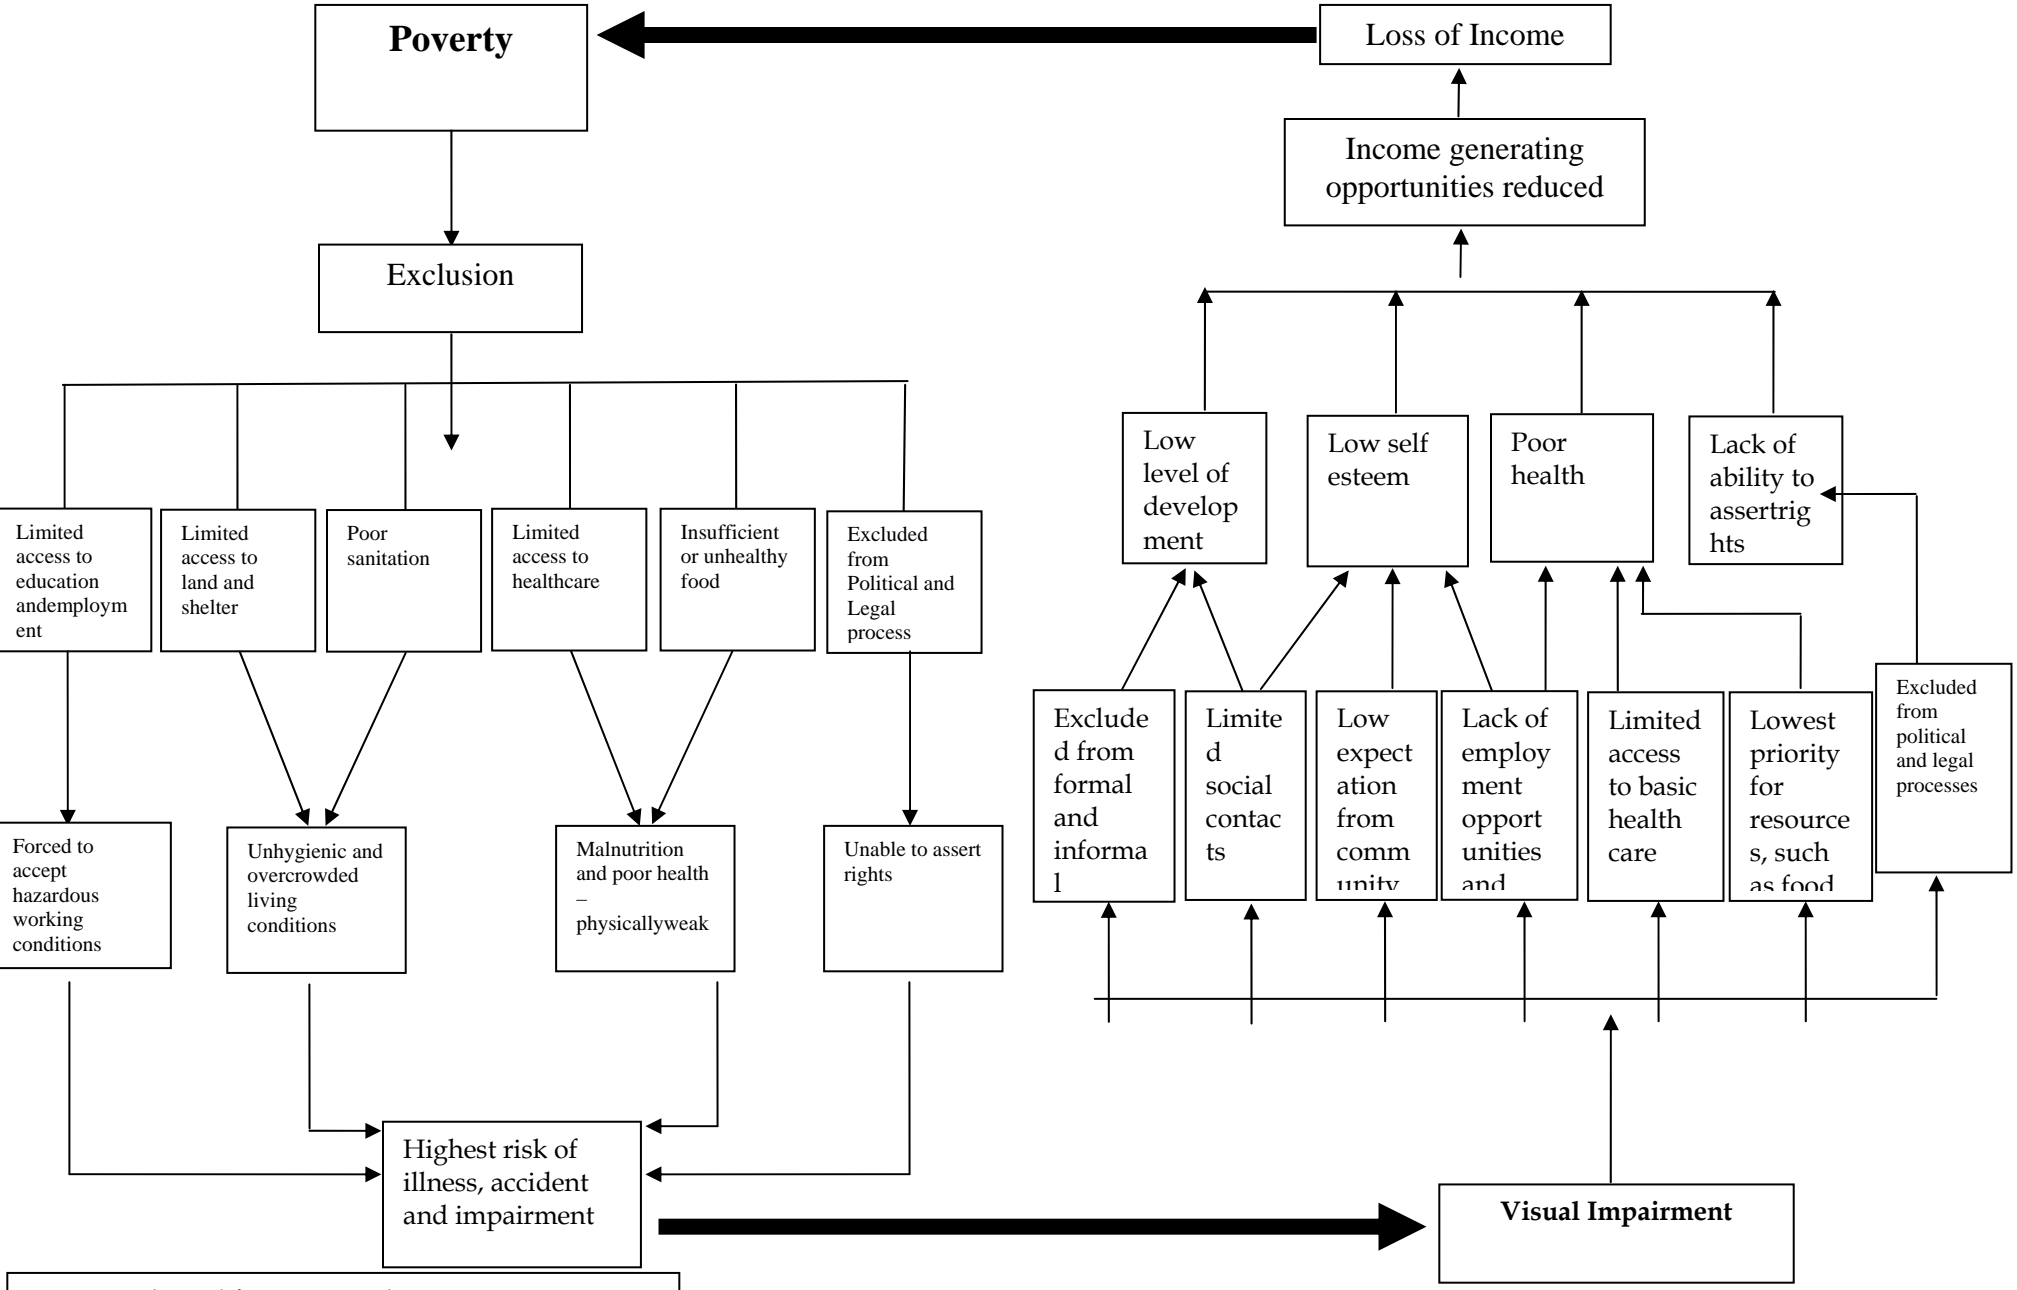 Poverty
Loss of Income
Income generating
opportunities reduced
Exclusion
Low
level of
develop
ment
Low self
esteem
Poor
health
Lack of
ability to
assertrig
hts
Limited
access to
education
andemploym
ent
Limited
access to
land and
shelter
Poor
sanitation
Limited
access to
healthcare
Insufficient
or unhealthy
food
Excluded
from
Political and
Legal
process
Exclude
d from
formal
and
informa
l
Limite
d
social
contac
ts
Low
expect
ation
from
comm
unity
Lack of
employ
ment
opport
unities
and
Limited
access
to basic
health
care
Lowest
priority
for
resource
s, such
as food
Excluded
from
political
and legal
processes
Forced to
accept
hazardous
working
conditions
Unhygienic and
overcrowded
living
conditions
Malnutrition
and poor health
–
physicallyweak
Unable to assert
rights
Highest risk of
illness, accident
and impairment
Visual Impairment